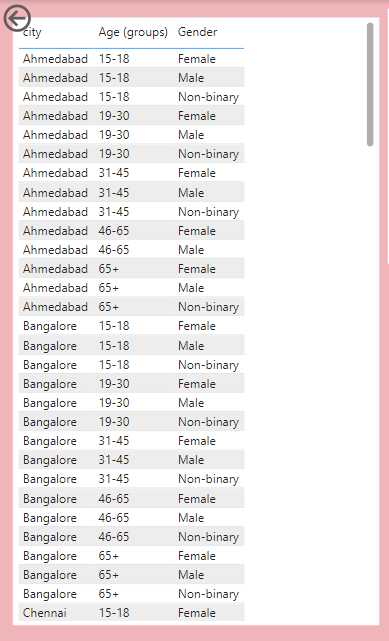 city Age (groups) Gender
Ahmedabad 15-18 Female
Ahmedabad 15-18 Male
Ahmedabad 15-18 Non-binary
Ahmedabad 19-30 Female
Ahmedabad 19-30 Male
Ahmedabad 19-30 Non-binary
Ahmedabad 31-45 Female
Ahmedabad 31-45 Male
Ahmedabad 31-45 Non-binary
Ahmedabad 46-65 Female
Ahmedabad 46-65 Male
Ahmedabad 65+ Female
Ahmedabad 65+ Male
Ahmedabad 65+ Non-binary
Bangalore 15-18 Female
Bangalore 15-18 Male
Bangalore 15-18 Non-binary
Bangalore 19-30 Female
Bangalore 19-30 Male
Bangalore 19-30 Non-binary
Bangalore 31-45 Female
Bangalore 31-45 Male
Bangalore 31-45 Non-binary
Bangalore 46-65 Female
Bangalore 46-65 Male
Bangalore 46-65 Non-binary
Bangalore 65+ Female
Bangalore 65+ Male
Bangalore 65+ Non-binary
Chennai 15-18 Female